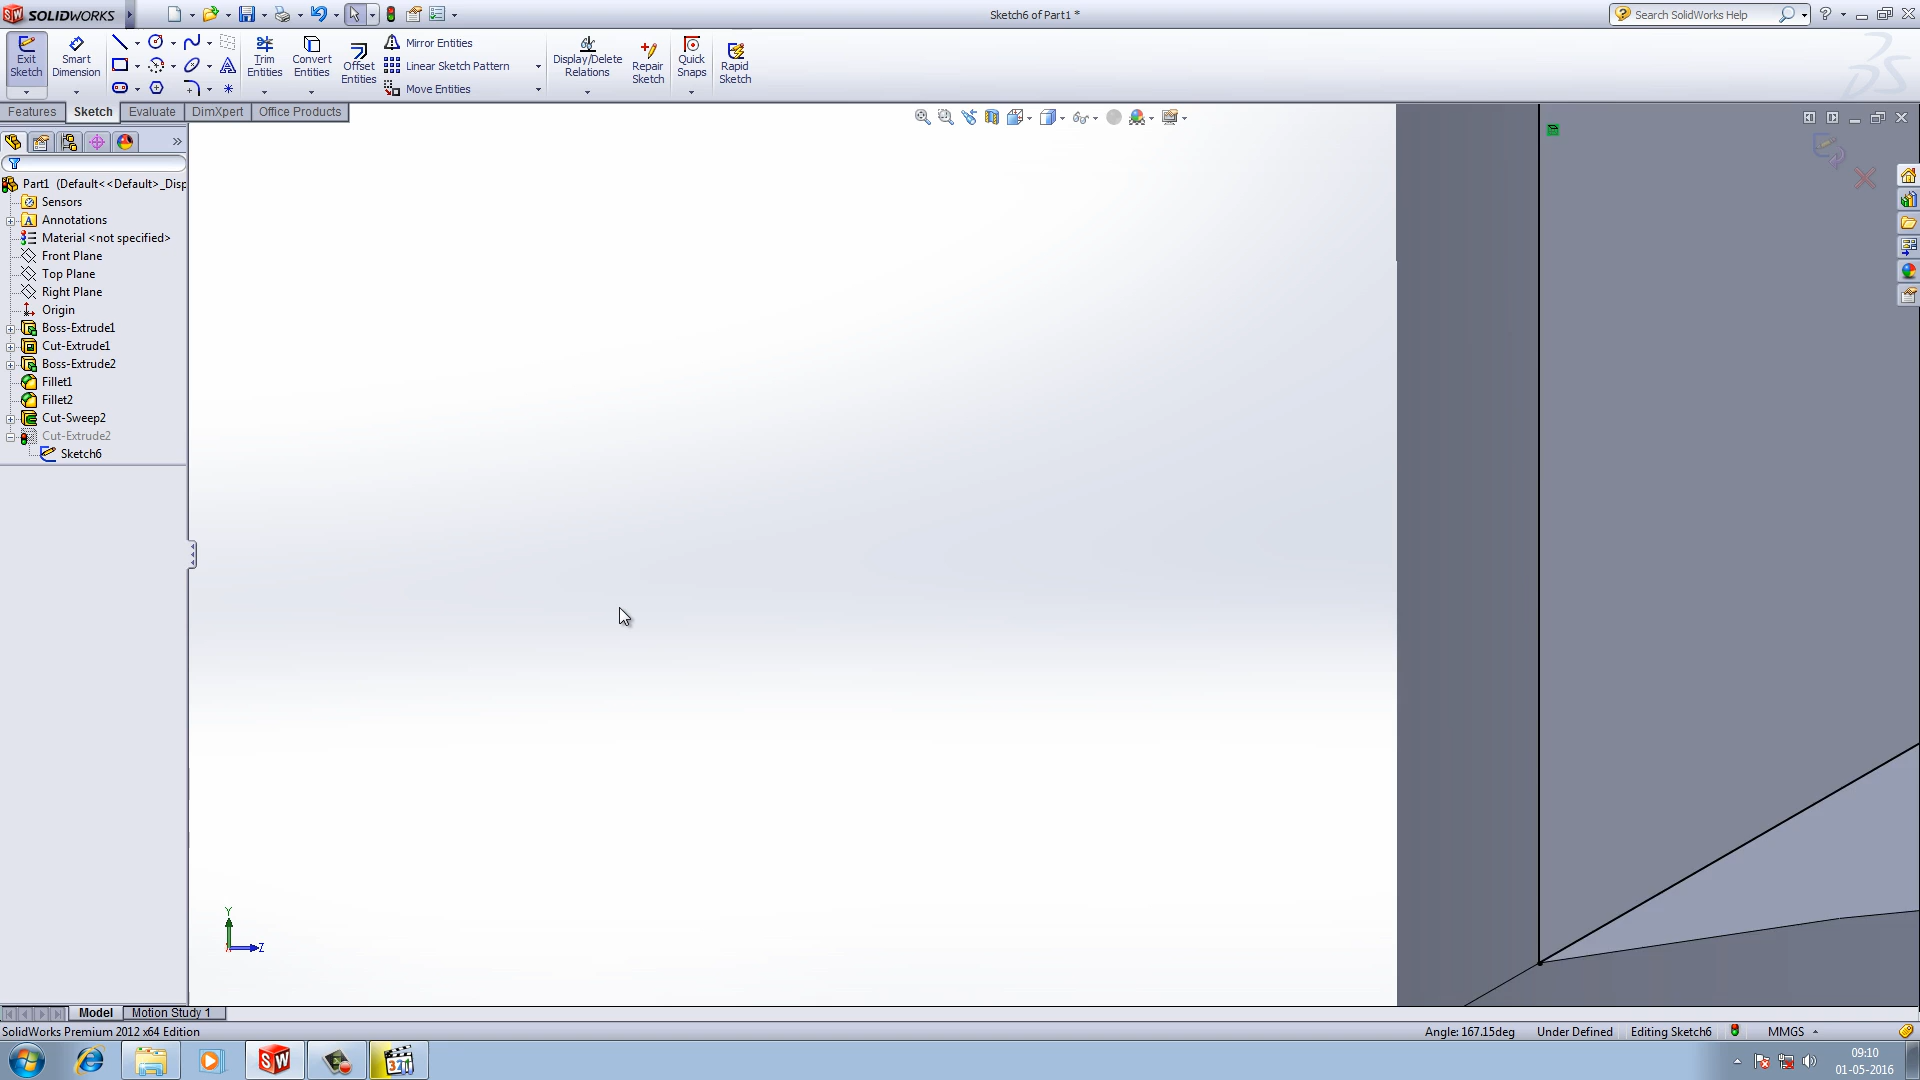 SOLIDWORKS
Sketch6 of Part1 *
Search SolidWorks Help
Exit Sketch
Smart Dimension
Trim Entities
Convert Entities
Offset Entities
Mirror Entities
Linear Sketch Pattern
Move Entities
Display/Delete Relations
Repair Sketch
Quick Snaps
Rapid Sketch
Features
Sketch
Evaluate
DimXpert
Office Products
Part1 (Default<<Default>_Disp
Sensors
Annotations
Material <not specified>
Front Plane
Top Plane
Right Plane
Origin
Boss-Extrude1
Cut-Extrude1
Boss-Extrude2
Fillet1
Fillet2
Cut-Sweep2
Cut-Extrude2
Sketch6
Y
Z
Model
Motion Study 1
SolidWorks Premium 2012 x64 Edition
Angle: 167.15deg
Under Defined
Editing Sketch6
MMGS
321
09:10
01-05-2016